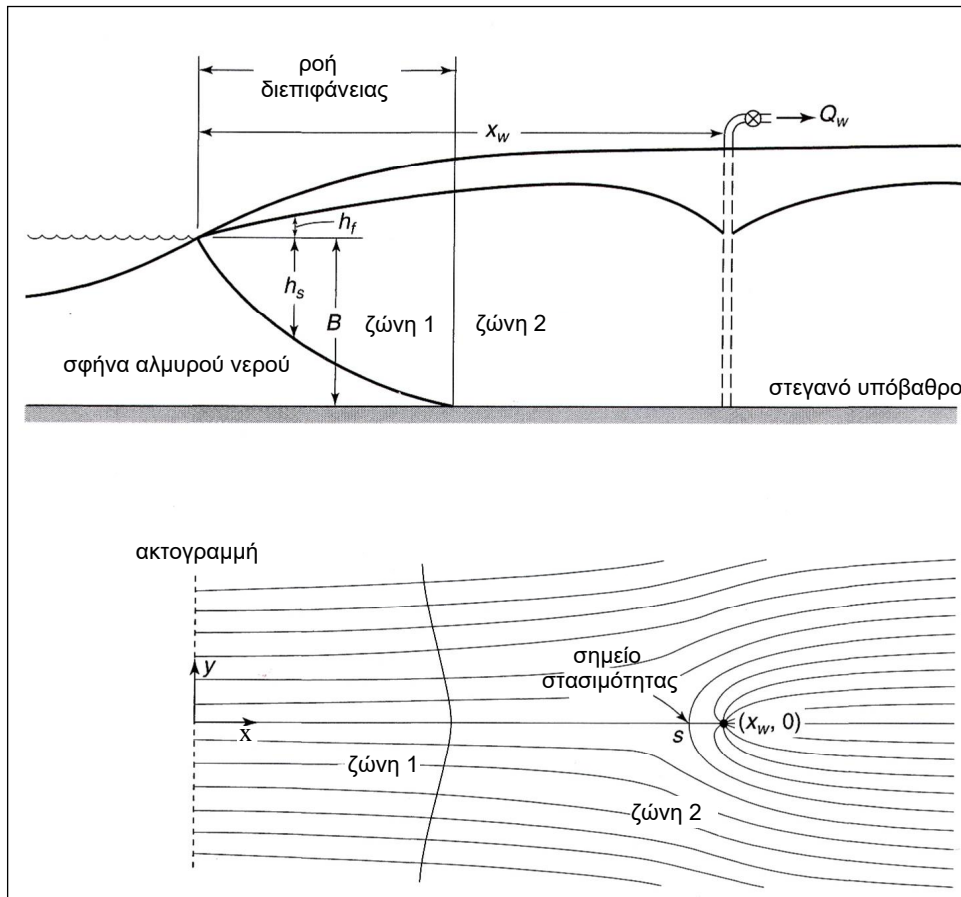 ροή
διεπιφάνειας
x_w
Q_w
h_f
h_s
B
ζώνη 1
ζώνη 2
σφήνα αλμυρού νερού
στεγανό υπόβαθρο
ακτογραμμή
y
σημείο
στασιμότητας
x
s
(x_w, 0)
ζώνη 1
ζώνη 2